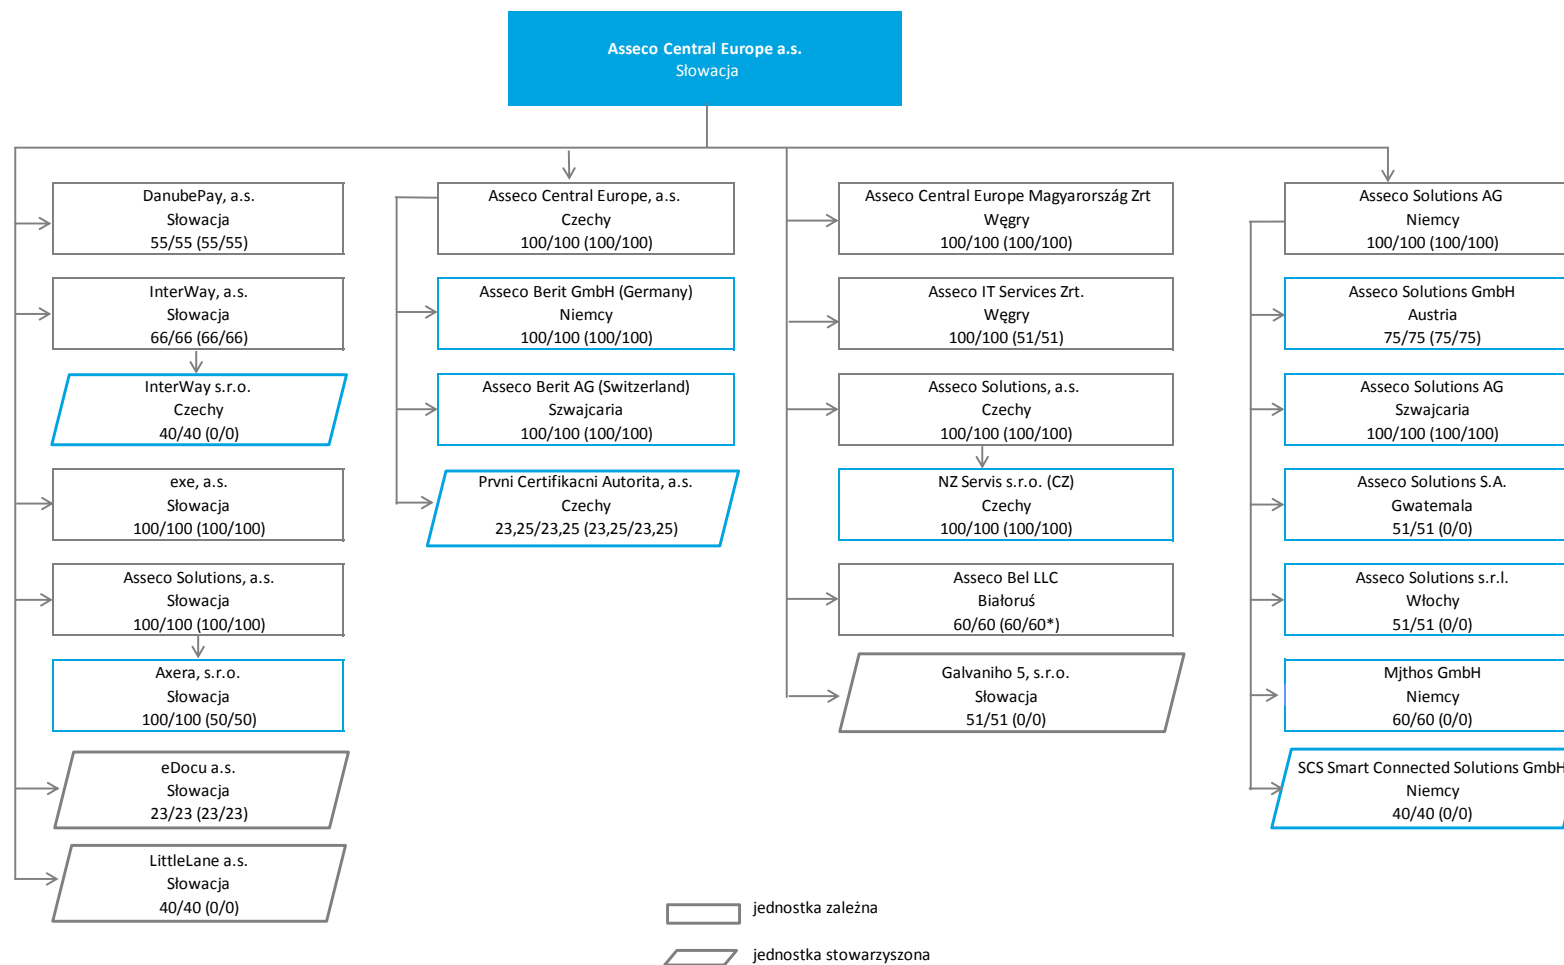 Asseco Central Europe a.s.
Słowacja
DanubePay, a.s.
Słowacja
55/55 (55/55)
InterWay, a.s.
Słowacja
66/66 (66/66)
InterWay s.r.o.
Czechy
40/40 (0/0)
exe, a.s.
Słowacja
100/100 (100/100)
Asseco Solutions, a.s.
Słowacja
100/100 (100/100)
Axera, s.r.o.
Słowacja
100/100 (50/50)
eDocu a.s.
Słowacja
23/23 (23/23)
LittleLane a.s.
Słowacja
40/40 (0/0)
Asseco Central Europe, a.s.
Czechy
100/100 (100/100)
Asseco Berit GmbH (Germany)
Niemcy
100/100 (100/100)
Asseco Berit AG (Switzerland)
Szwajcaria
100/100 (100/100)
Prvni Certifikacni Autorita, a.s.
Czechy
23,25/23,25 (23,25/23,25)
Asseco Central Europe Magyarország Zrt
Węgry
100/100 (100/100)
Asseco IT Services Zrt.
Węgry
100/100 (51/51)
Asseco Solutions, a.s.
Czechy
100/100 (100/100)
NZ Servis s.r.o. (CZ)
Czechy
100/100 (100/100)
Asseco Bel LLC
Białoruś
60/60 (60/60*)
Galvaniho 5, s.r.o.
Słowacja
51/51 (0/0)
Asseco Solutions AG
Niemcy
100/100 (100/100)
Asseco Solutions GmbH
Austria
75/75 (75/75)
Asseco Solutions AG
Szwajcaria
100/100 (100/100)
Asseco Solutions S.A.
Gwatemala
51/51 (0/0)
Asseco Solutions s.r.l.
Włochy
51/51 (0/0)
Mjthos GmbH
Niemcy
60/60 (0/0)
SCS Smart Connected Solutions GmbH
Niemcy
40/40 (0/0)
jednostka zależna
jednostka stowarzyszona